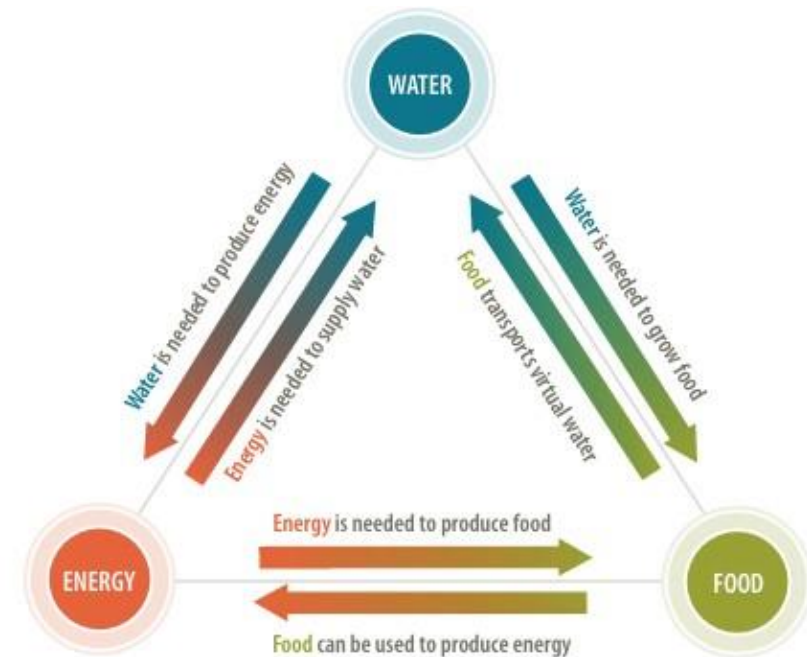 WATER
Water is needed to produce energy
Energy is needed to supply water
Food transports virtual water
Water is needed to grow food
Energy is needed to produce food
ENERGY
FOOD
Food can be used to produce energy